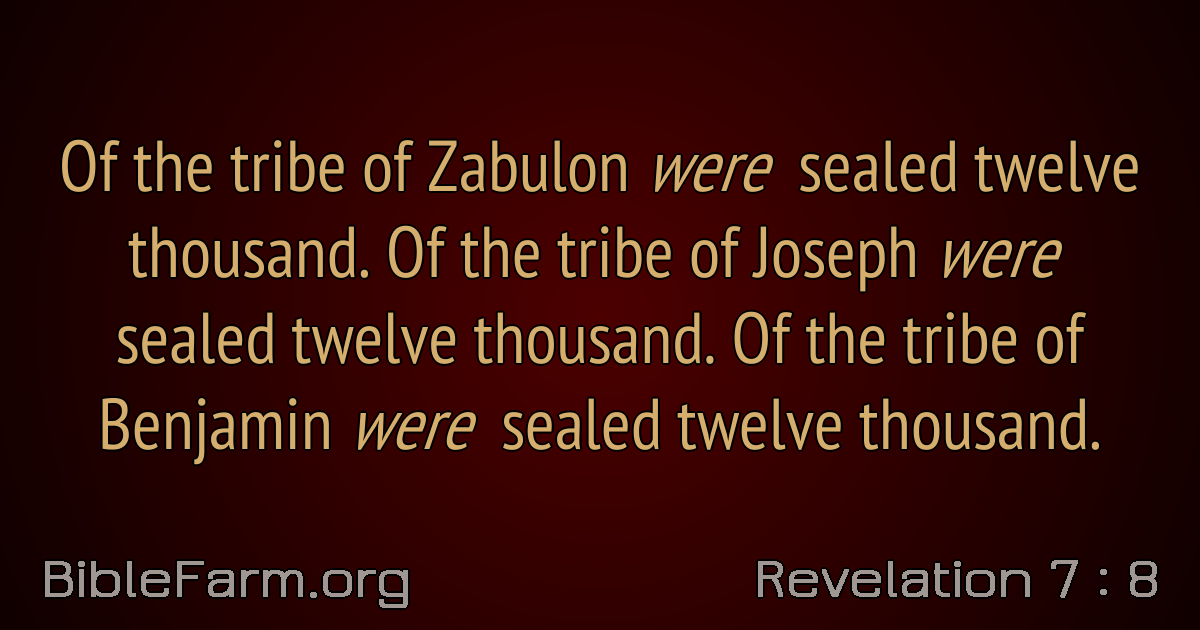 Of the tribe of Zabulon were sealed twelve
thousand. Of the tribe of Joseph were
sealed twelve thousand. Of the tribe of
Benjamin were sealed twelve thousand.
BibleFarm.org
Revelation 7 : 8